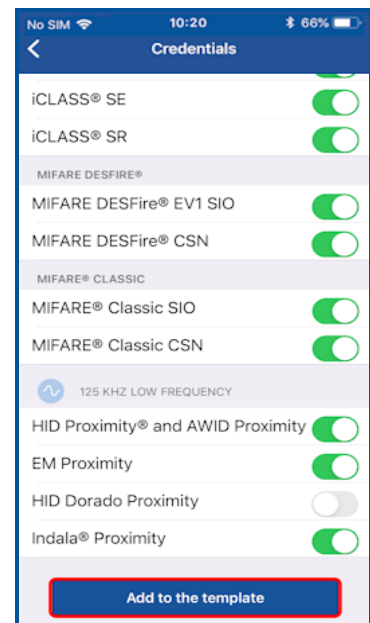 No SIM 10:20 66%
Credentials
iCLASS® SE
iCLASS® SR
MIFARE DESFIRE®
MIFARE DESFire® EV1 SIO
MIFARE DESFire® CSN
MIFARE® CLASSIC
MIFARE® Classic SIO
MIFARE® Classic CSN
125 KHZ LOW FREQUENCY
HID Proximity® and AWID Proximity
EM Proximity
HID Dorado Proximity
Indala® Proximity
Add to the template